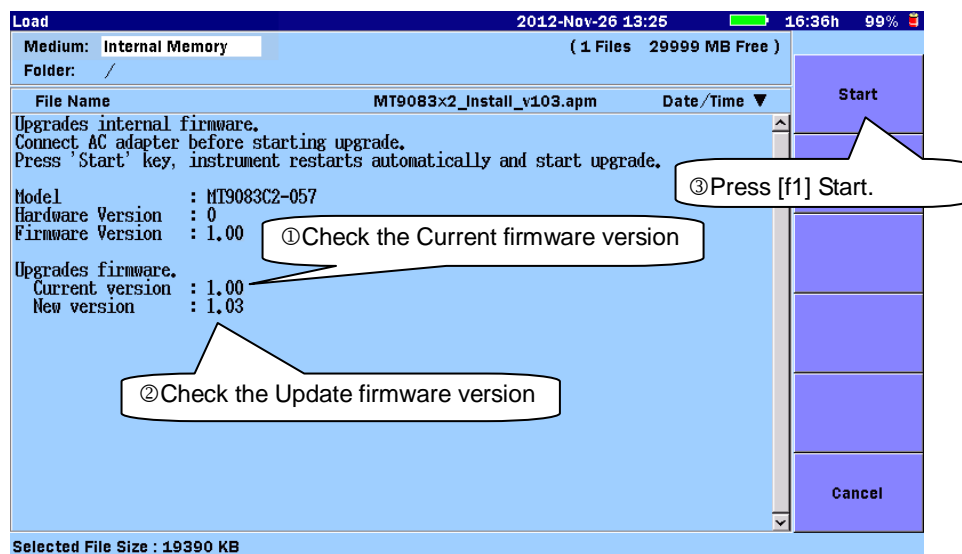 Load 2012-Nov-26 13:25 16:36h 99%
Medium: Internal Memory ( 1 Files 29999 MB Free )
Folder: /
File Name MT9083x2_Install_v103.apm Date/Time ▼
Start
Upgrades internal firmware.
Connect AC adapter before starting upgrade.
Press 'Start' key, instrument restarts automatically and start upgrade.
③Press [f1] Start.
Model : MT9083C2-057
Hardware Version : 0
Firmware Version : 1.00
①Check the Current firmware version
Upgrades firmware.
Current version : 1.00
New version : 1.03
②Check the Update firmware version
Cancel
Selected File Size : 19390 KB